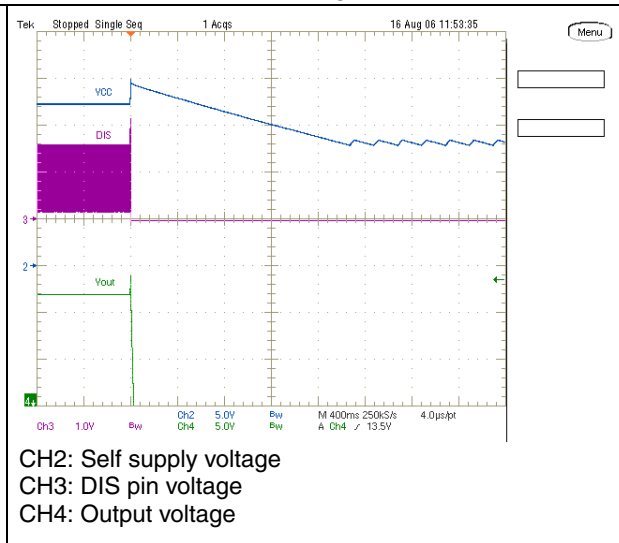 Tek Stopped Single Seq 1 Acqs 16 Aug 06 11:53:35
Menu
VCC
DIS
3
2
Vout
4
Ch2 5.0V Bw M 400ms 250kS/s 4.0µs/pt
Ch3 1.0V Bw Ch4 5.0V Bw A Ch4 / 13.5V
CH2: Self supply voltage
CH3: DIS pin voltage
CH4: Output voltage